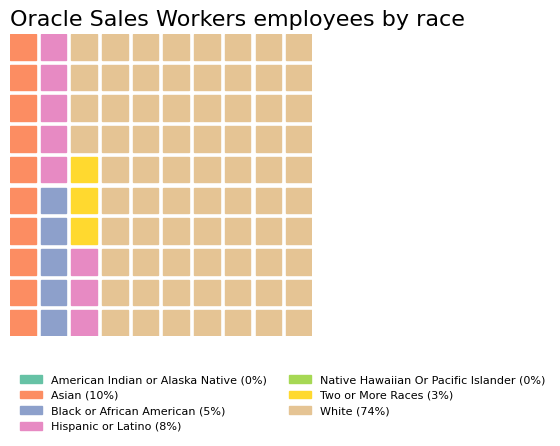 Oracle Sales Workers employees by race
American Indian or Alaska Native (0%)
Asian (10%)
Black or African American (5%)
Hispanic or Latino (8%)
Native Hawaiian Or Pacific Islander (0%)
Two or More Races (3%)
White (74%)